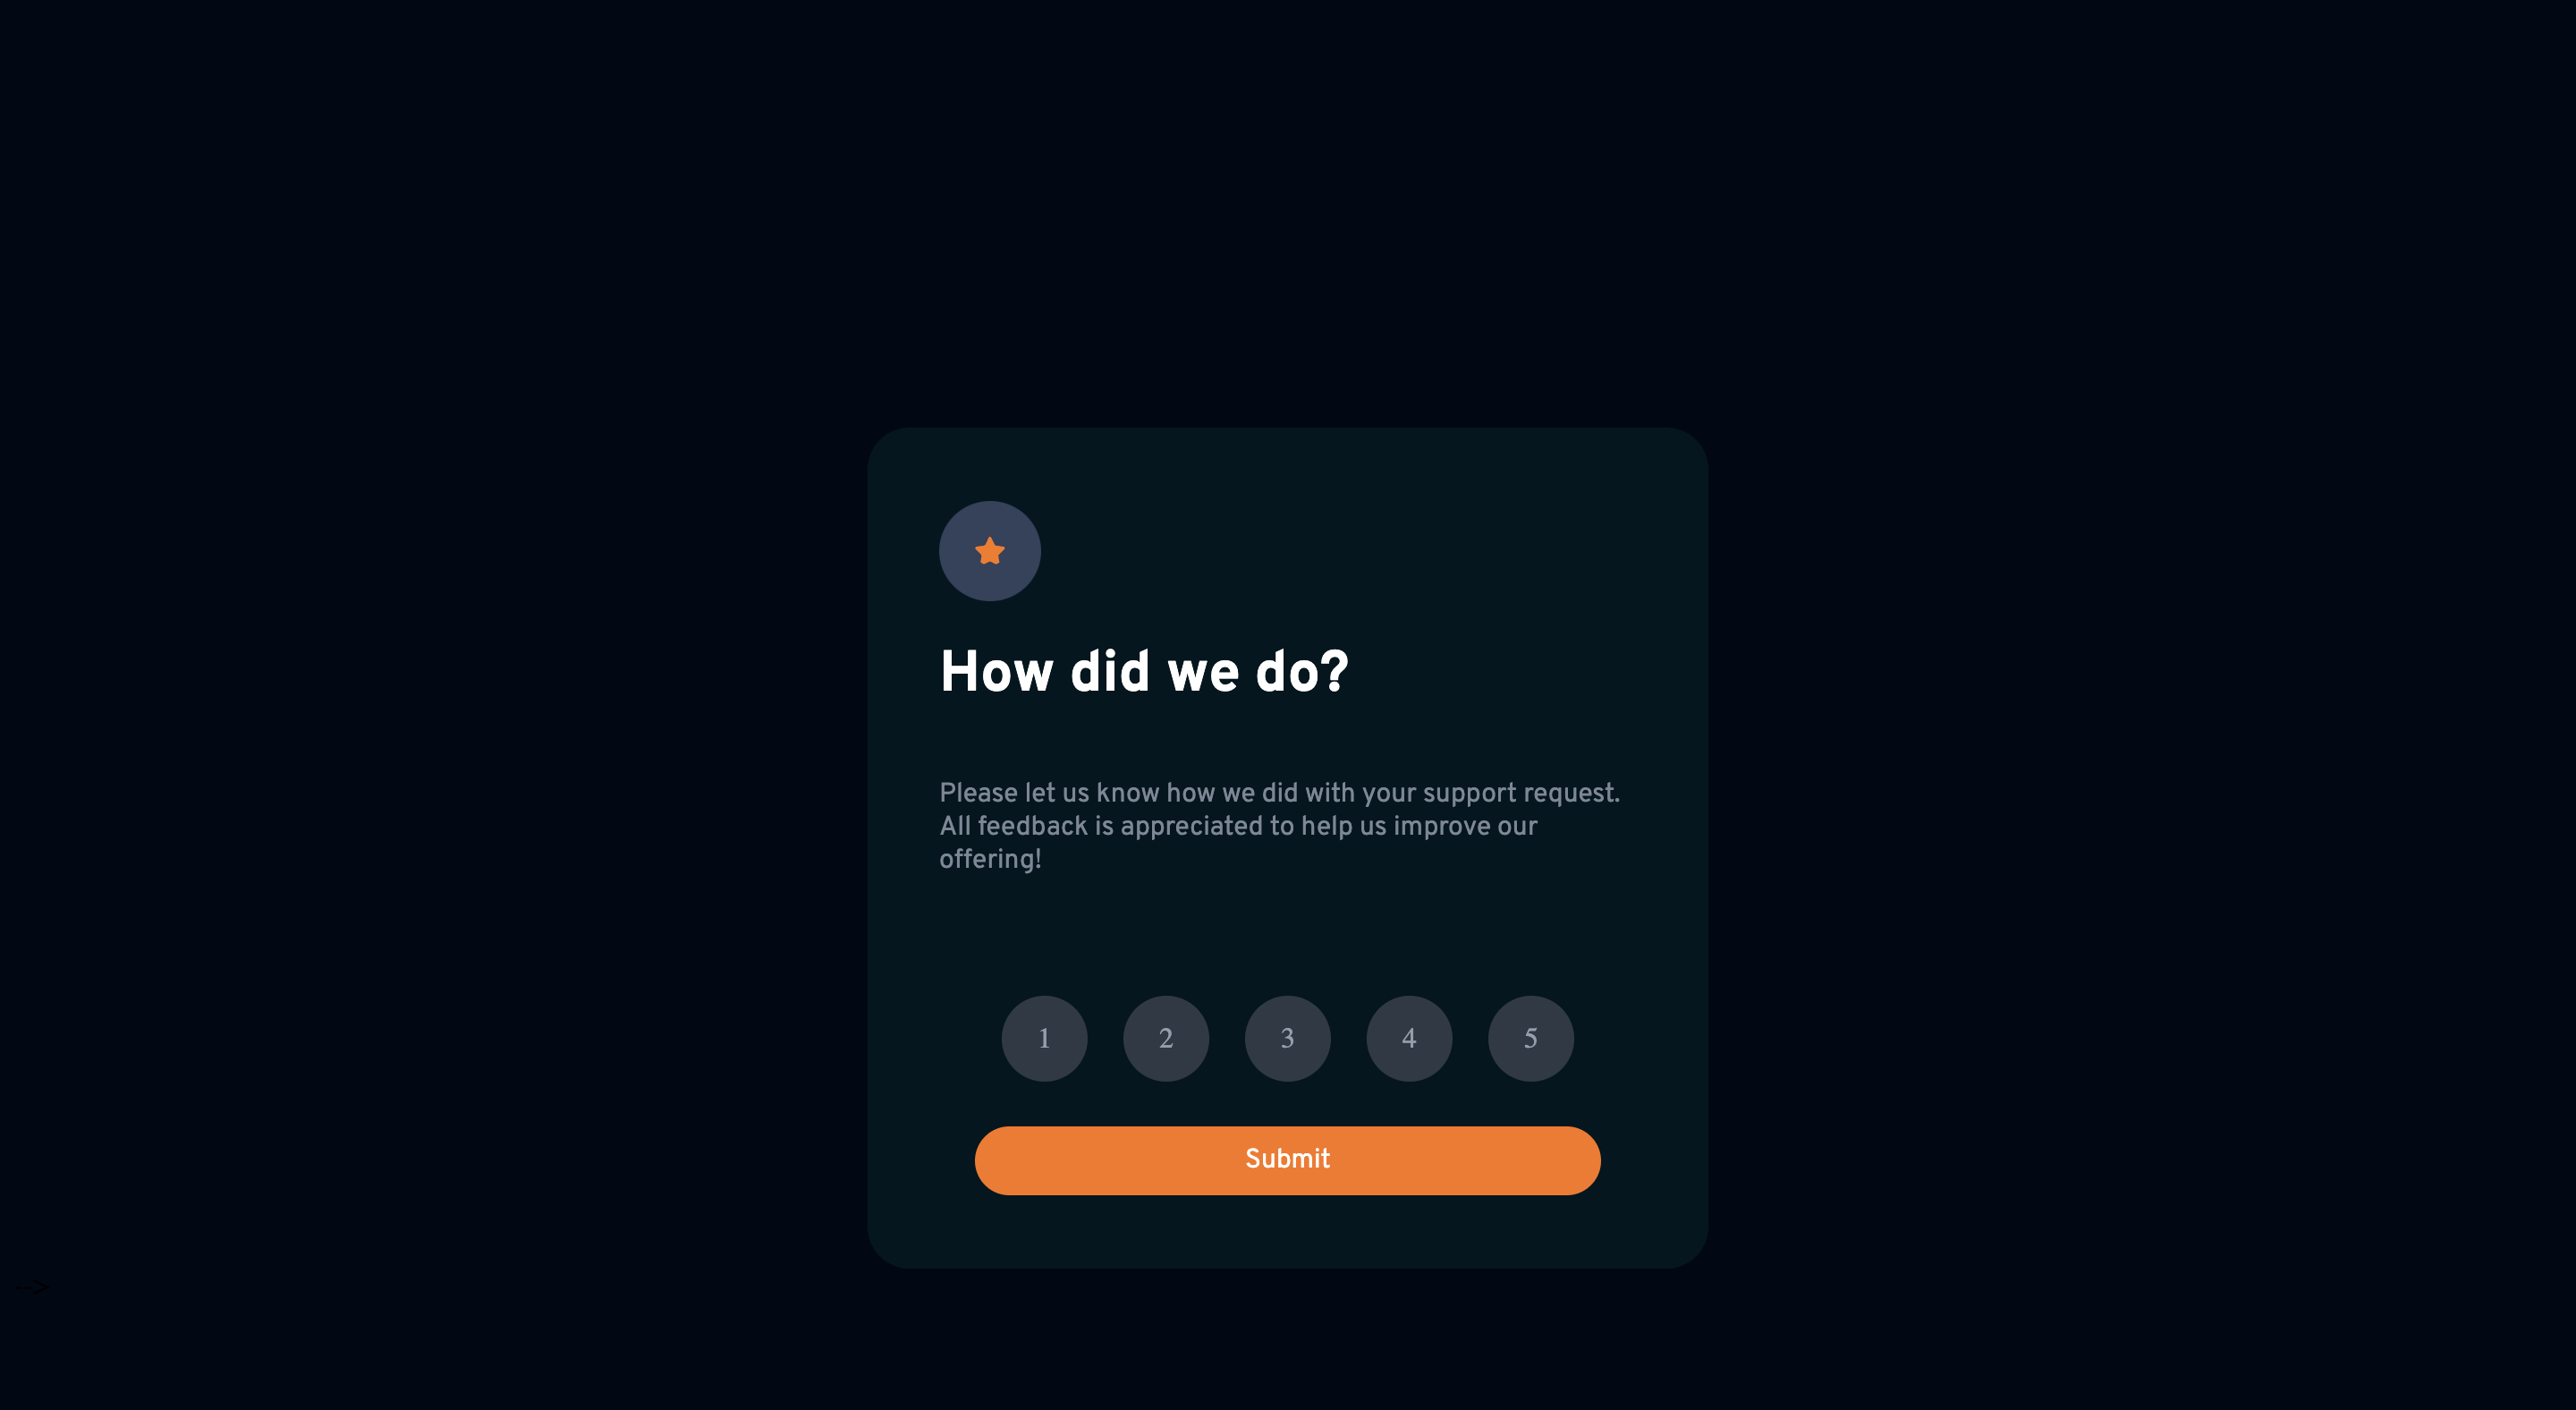 How did we do?
Please let us know how we did with your support request.
All feedback is appreciated to help us improve our
offering!
1 2 3 4 5
Submit
-->